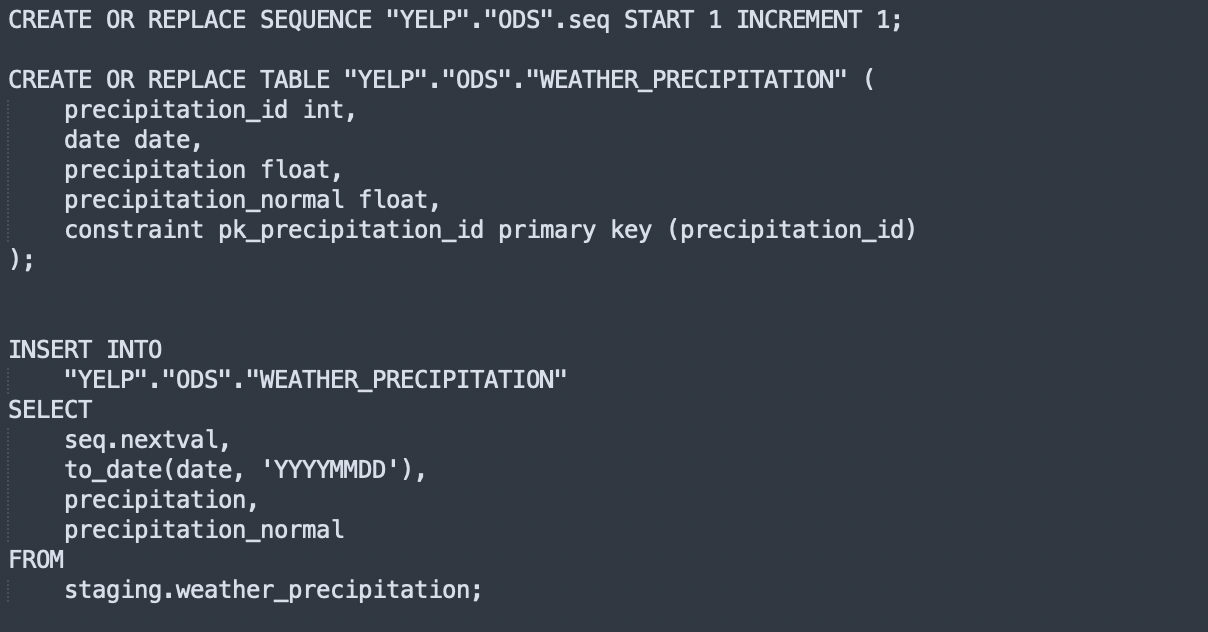 CREATE OR REPLACE SEQUENCE "YELP"."ODS".seq START 1 INCREMENT 1;
CREATE OR REPLACE TABLE "YELP"."ODS"."WEATHER_PRECIPITATION" (
precipitation_id int,
date date,
precipitation float,
precipitation_normal float,
constraint pk_precipitation_id primary key (precipitation_id)
);
INSERT INTO
"YELP"."ODS"."WEATHER_PRECIPITATION"
SELECT
seq.nextval,
to_date(date, 'YYYYMMDD'),
precipitation,
precipitation_normal
FROM
staging.weather_precipitation;